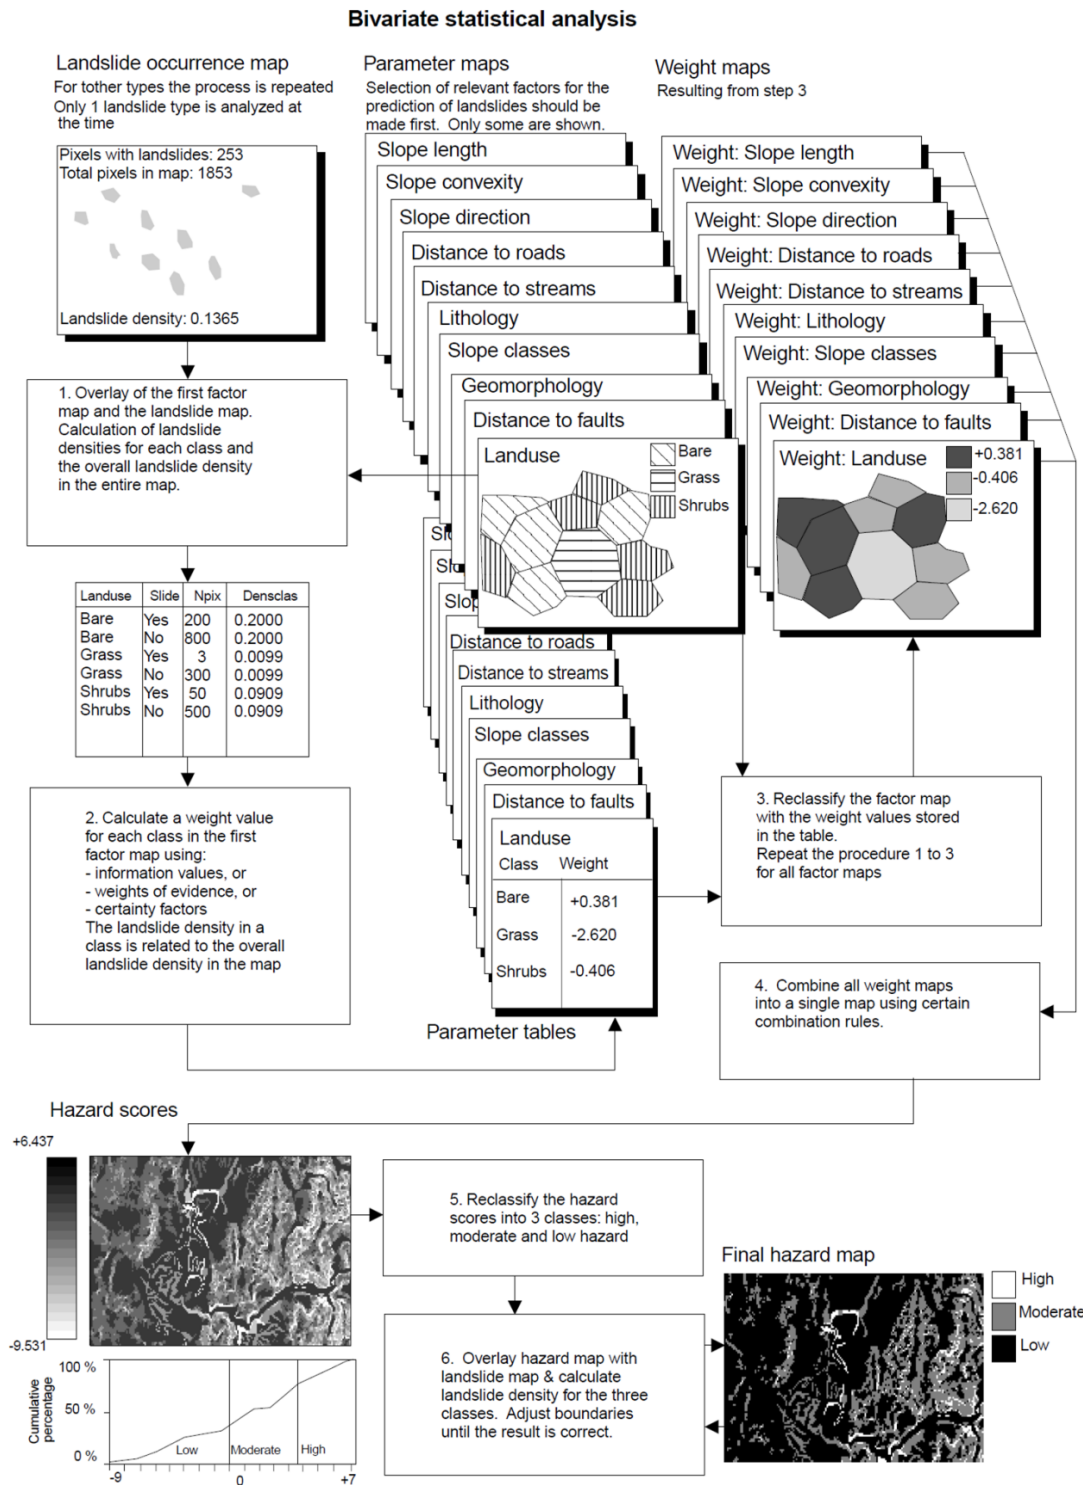 Bivariate statistical analysis
Landslide occurrence map
For tother types the process is repeated
Only 1 landslide type is analyzed at
the time
Pixels with landslides: 253
Total pixels in map: 1853
Landslide density: 0.1365
Parameter maps
Selection of relevant factors for the
prediction of landslides should be
made first. Only some are shown.
Slope length
Slope convexity
Slope direction
Distance to roads
Distance to streams
Lithology
Slope classes
Geomorphology
Distance to faults
Landuse
Bare
Grass
Shrubs
Weight maps
Resulting from step 3
Weight: Slope length
Weight: Slope convexity
Weight: Slope direction
Weight: Distance to roads
Weight: Distance to streams
Weight: Lithology
Weight: Slope classes
Weight: Geomorphology
Weight: Distance to faults
Weight: Landuse
+0.381
-0.406
-2.620
1. Overlay of the first factor
map and the landslide map.
Calculation of landslide
densities for each class and
the overall landslide density
in the entire map.
Landuse Slide Npix Densclas
Bare Yes 200 0.2000
Bare No 800 0.2000
Grass Yes 3 0.0099
Grass No 300 0.0099
Shrubs Yes 50 0.0909
Shrubs No 500 0.0909
2. Calculate a weight value
for each class in the first
factor map using:
- information values, or
- weights of evidence, or
- certainty factors
The landslide density in a
class is related to the overall
landslide density in the map
Slo
Slo
Slop
Distance to roads
Distance to streams
Lithology
Slope classes
Geomorphology
Distance to faults
Landuse
Class Weight
Bare +0.381
Grass -2.620
Shrubs -0.406
Parameter tables
3. Reclassify the factor map
with the weight values stored
in the table.
Repeat the procedure 1 to 3
for all factor maps
4. Combine all weight maps
into a single map using certain
combination rules.
Hazard scores
+6.437
-9.531
100 %
50 %
0 %
Cumulative
percentage
Low
Moderate
High
-9
0
+7
5. Reclassify the hazard
scores into 3 classes: high,
moderate and low hazard
6. Overlay hazard map with
landslide map & calculate
landslide density for the three
classes. Adjust boundaries
until the result is correct.
Final hazard map
High
Moderate
Low